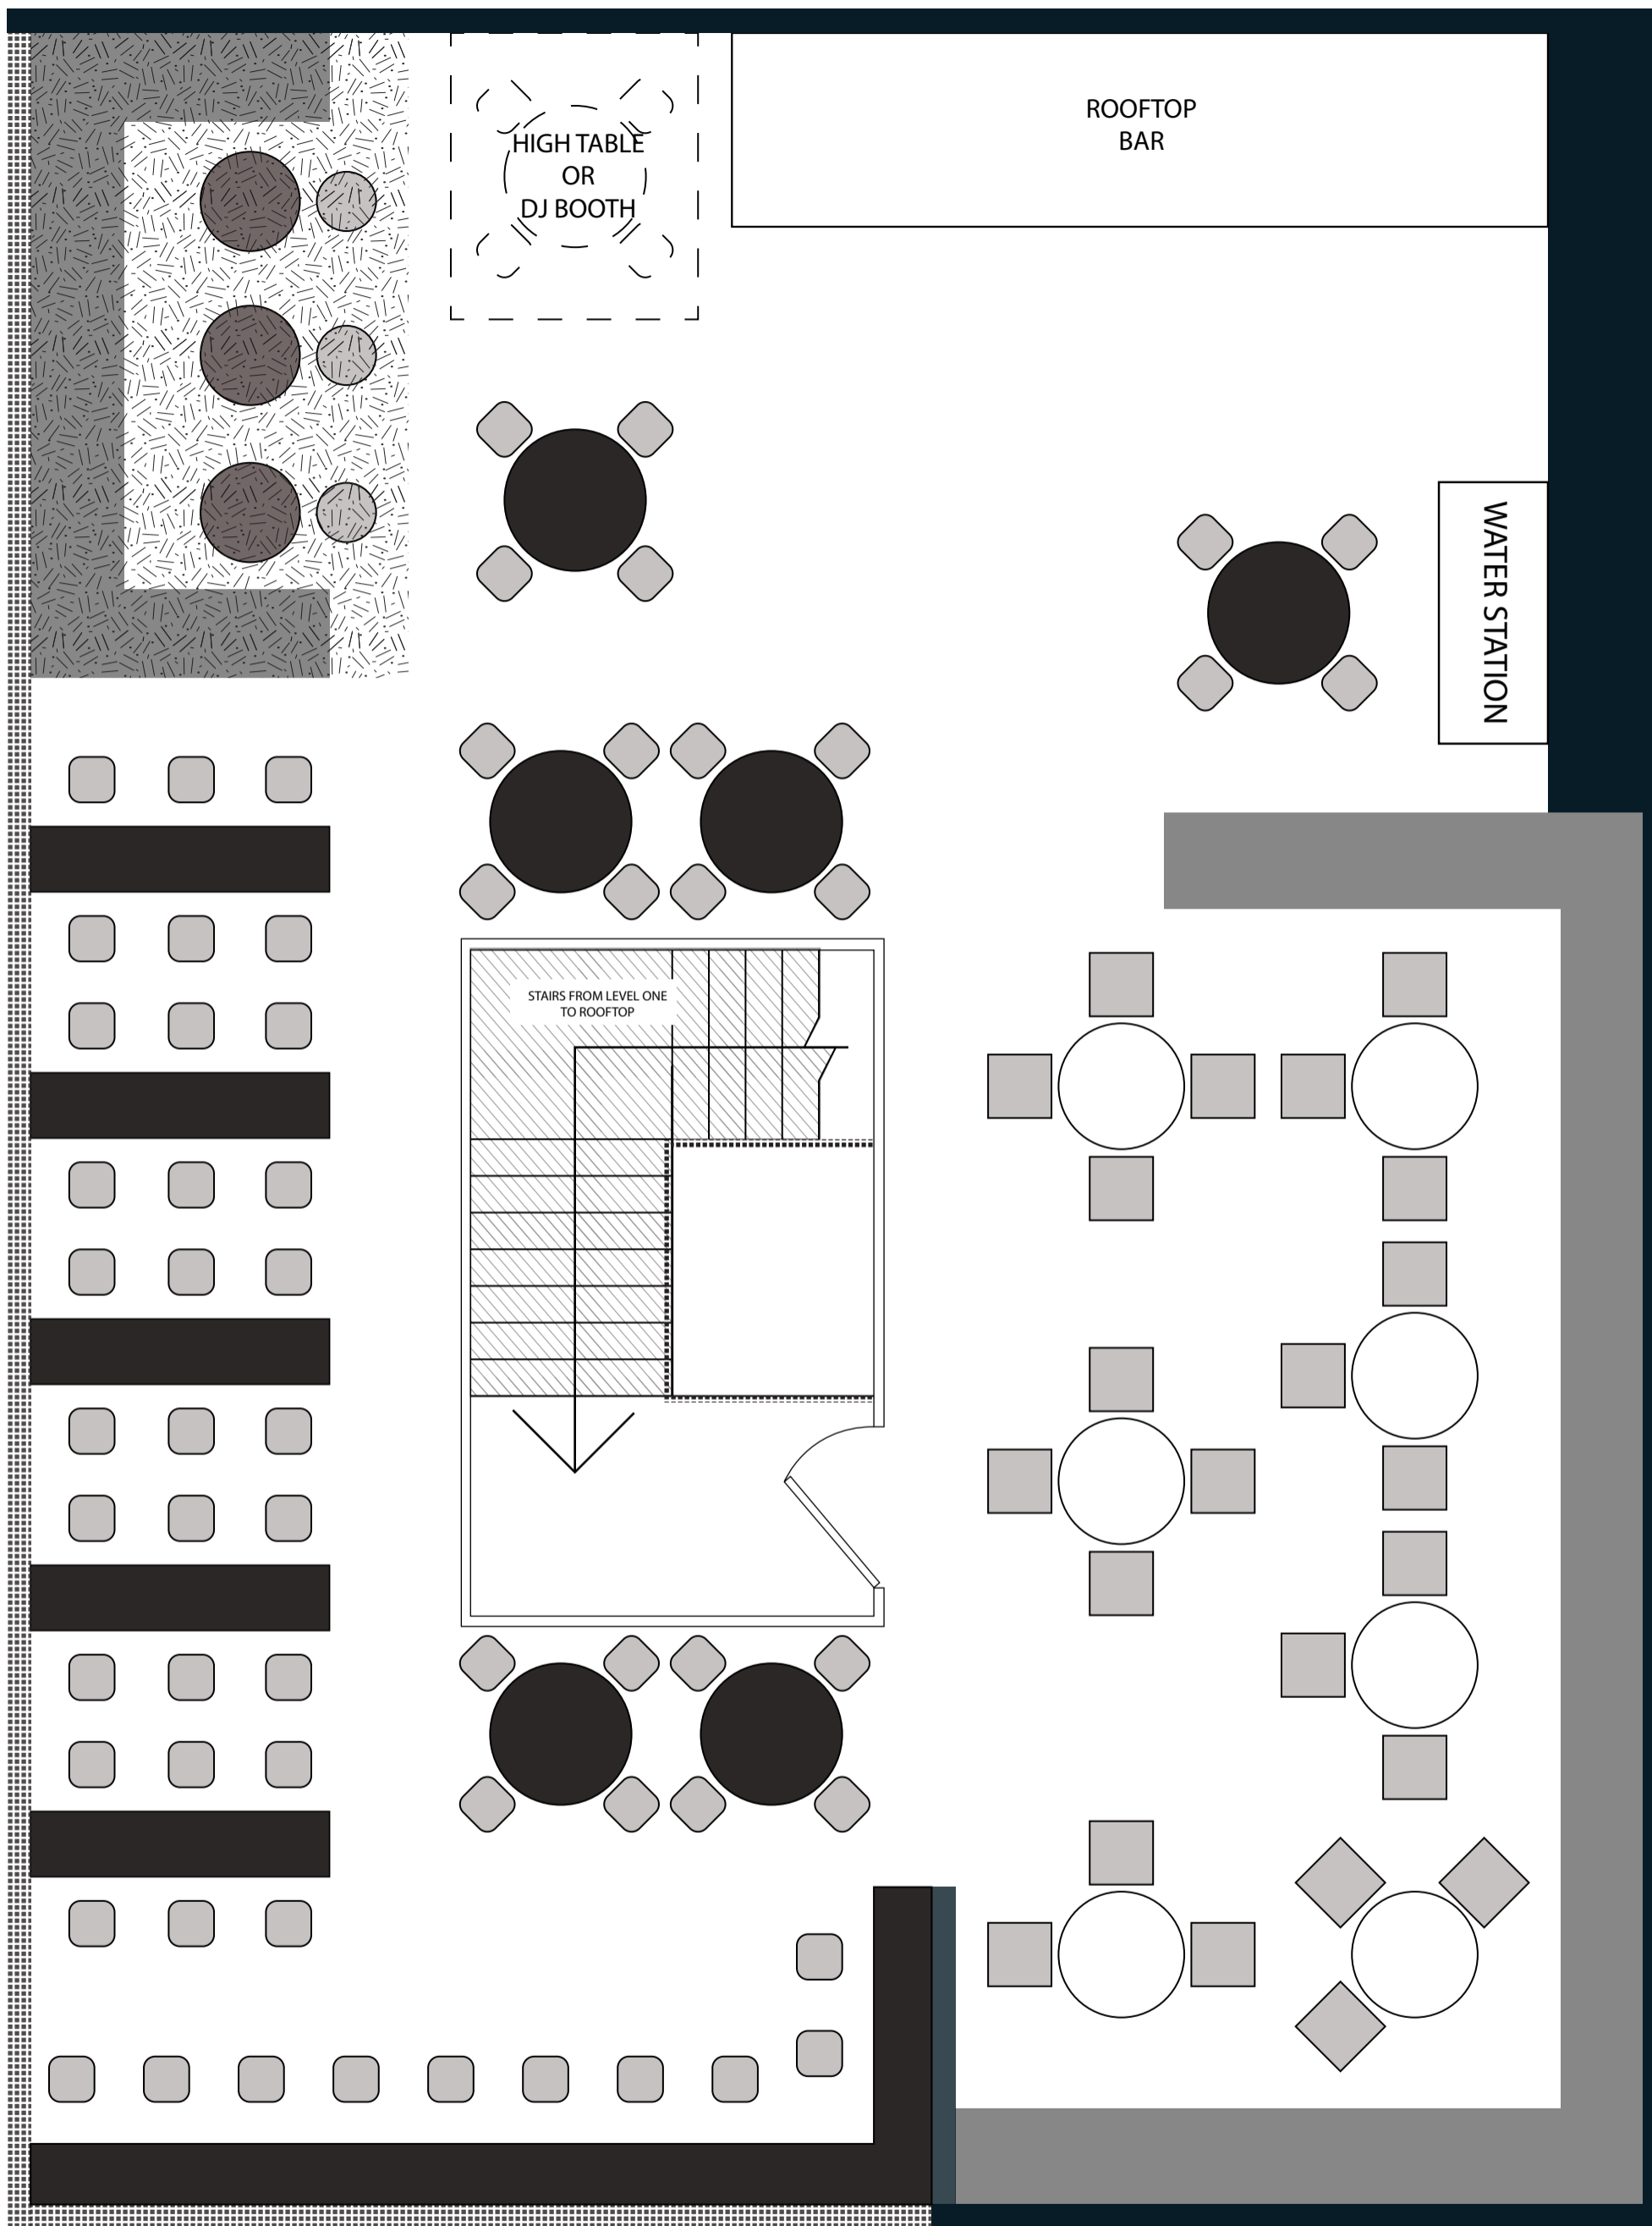 HIGH TABLE
OR
DJ BOOTH
ROOFTOP
BAR
WATER STATION
STAIRS FROM LEVEL ONE
TO ROOFTOP